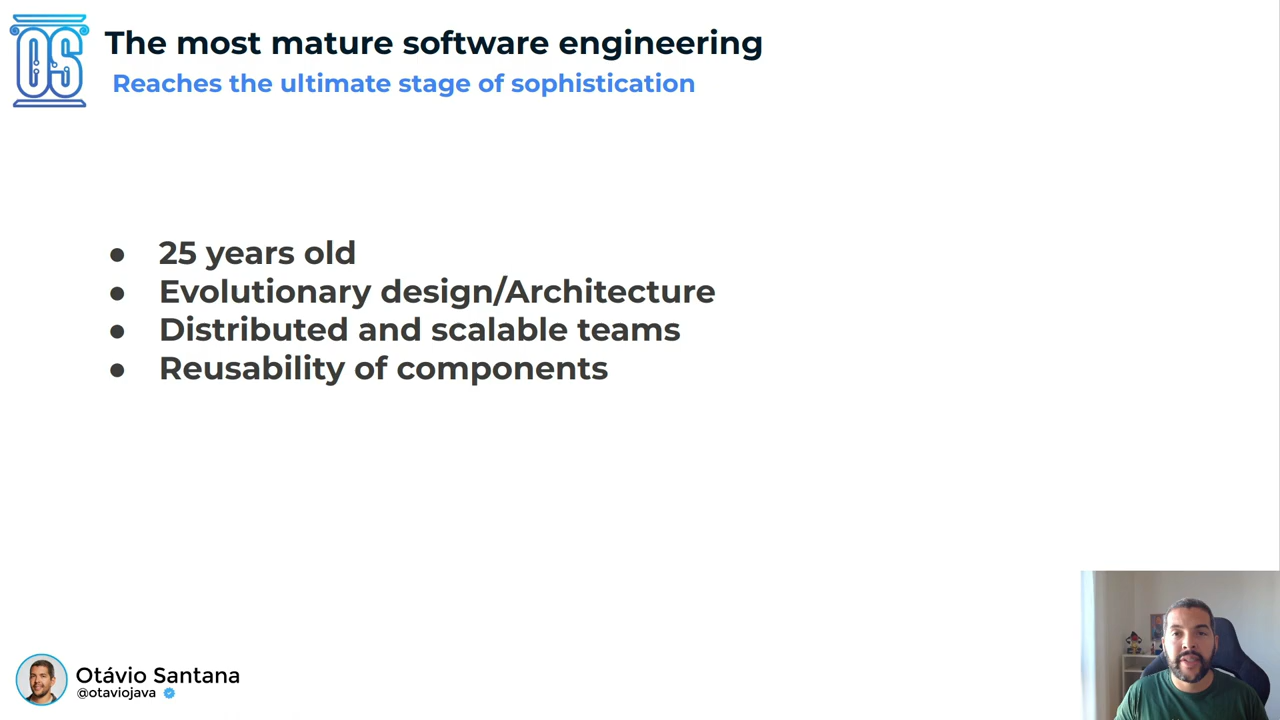 OS
The most mature software engineering
Reaches the ultimate stage of sophistication
● 25 years old
● Evolutionary design/Architecture
● Distributed and scalable teams
● Reusability of components
Otávio Santana
@otaviojava